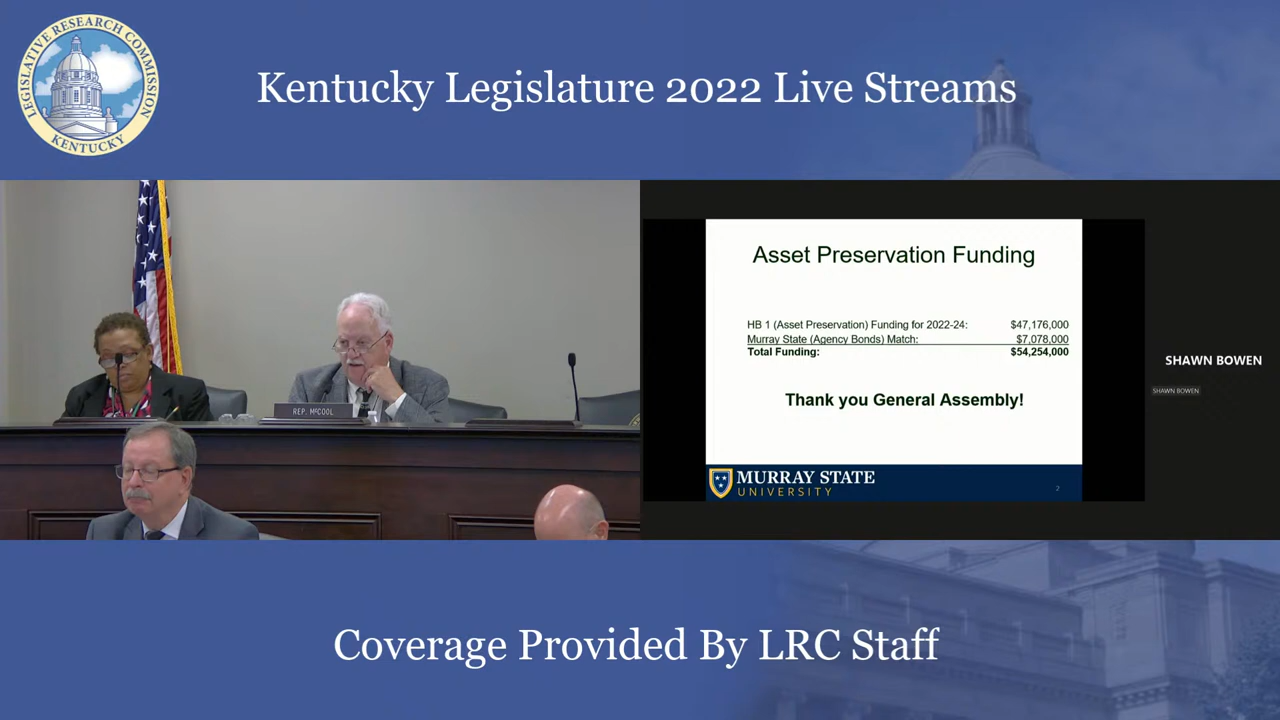 LEGISLATIVE RESEARCH COMMISSION
KENTUCKY
Kentucky Legislature 2022 Live Streams
REP. MCCOOL
Asset Preservation Funding
HB 1 (Asset Preservation) Funding for 2022-24: $47,176,000
Murray State (Agency Bonds) Match: $7,078,000
Total Funding: $54,254,000
Thank you General Assembly!
MURRAY STATE
UNIVERSITY
2
SHAWN BOWEN
SHAWN BOWEN
Coverage Provided By LRC Staff